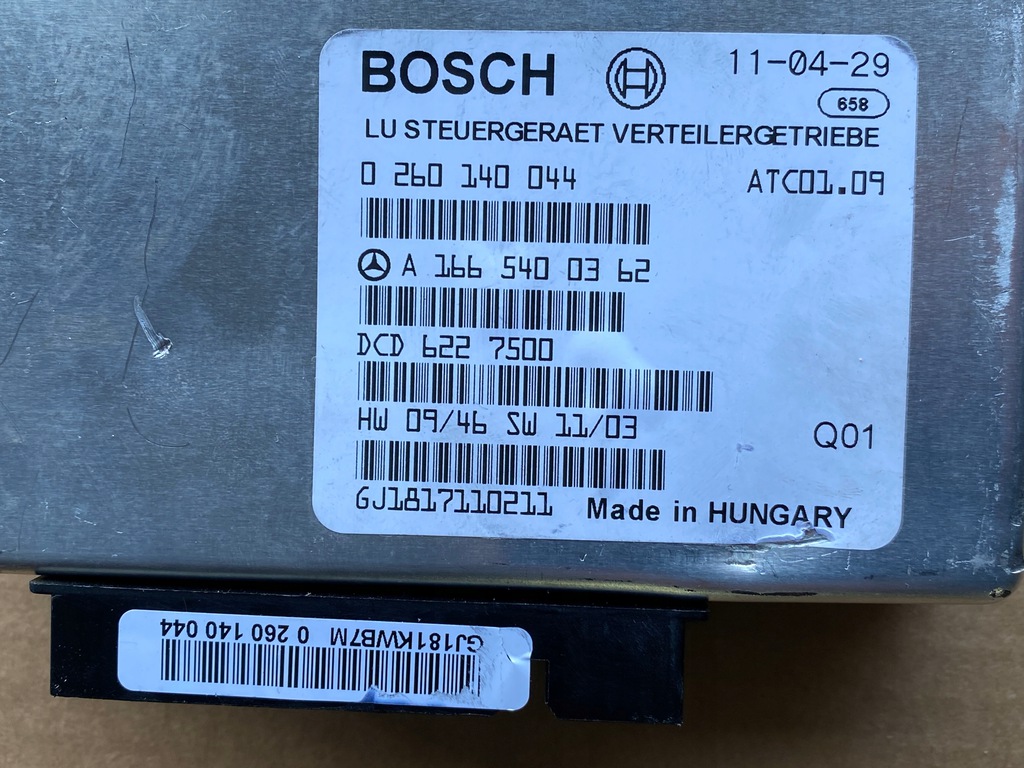 BOSCH 11-04-29
658
LU STEUERGERAET VERTEILERGETRIEBE
0 260 140 044 ATC01.09
A 166 540 03 62
DCD 622 7500
HW 09/46 SW 11/03 Q01
GJ1817110211 Made in HUNGARY
GJ181KWB7M 0 260 140 044